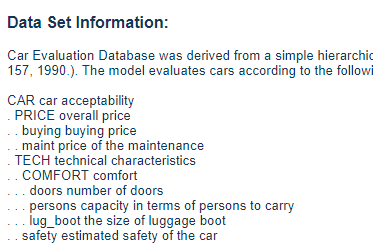 Data Set Information:
Car Evaluation Database was derived from a simple hierarchic
157, 1990.). The model evaluates cars according to the followi
CAR car acceptability
. PRICE overall price
. . buying buying price
. . maint price of the maintenance
. TECH technical characteristics
. . COMFORT comfort
. . . doors number of doors
. . . persons capacity in terms of persons to carry
. . . lug_boot the size of luggage boot
. . safety estimated safety of the car